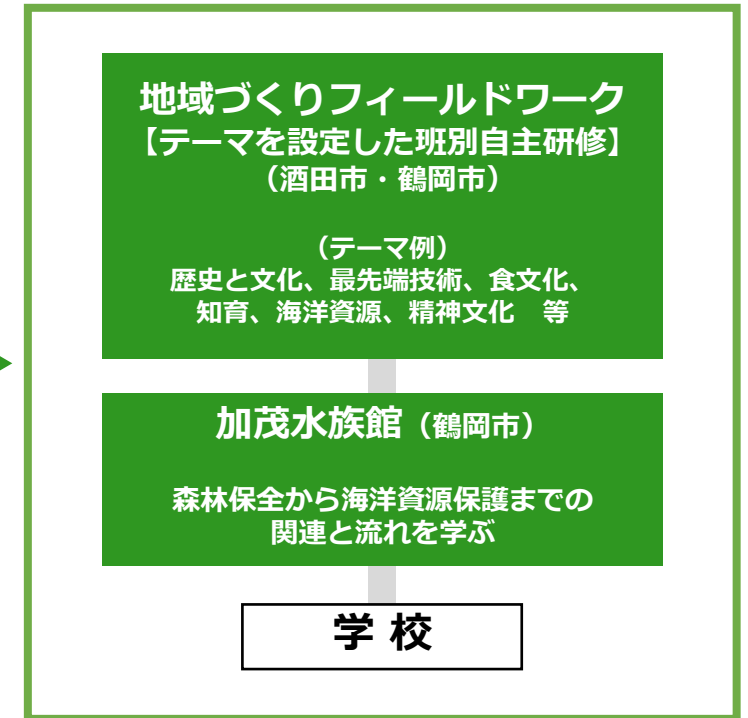 地域づくりフィールドワーク
【テーマを設定した班別自主研修】
（酒田市・鶴岡市）
（テーマ例）
歴史と文化、最先端技術、食文化、
知育、海洋資源、精神文化　等
加茂水族館（鶴岡市）
森林保全から海洋資源保護までの
関連と流れを学ぶ
学 校